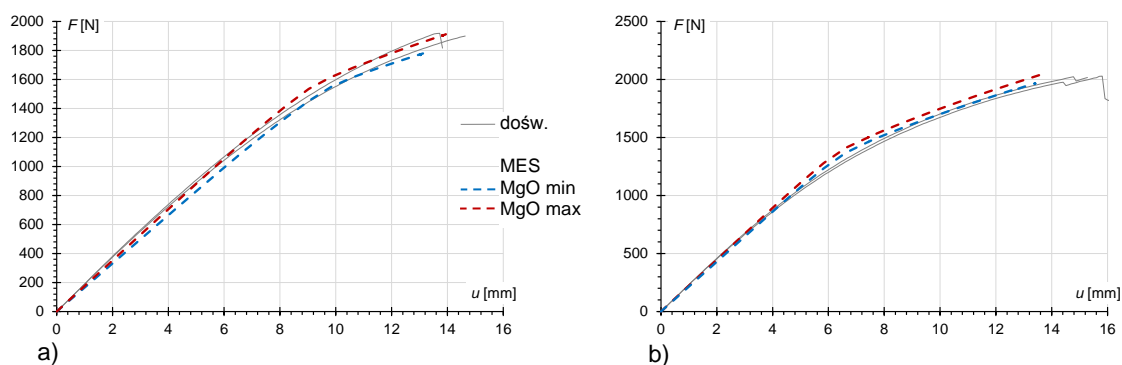 F [N]
2000
1800
1600
1400
1200
1000
800
600
400
200
0
0 2 4 6 8 10 12 14 16
u [mm]
a)
dośw.
MES
MgO min
MgO max
F [N]
2500
2000
1500
1000
500
0
0 2 4 6 8 10 12 14 16
u [mm]
b)